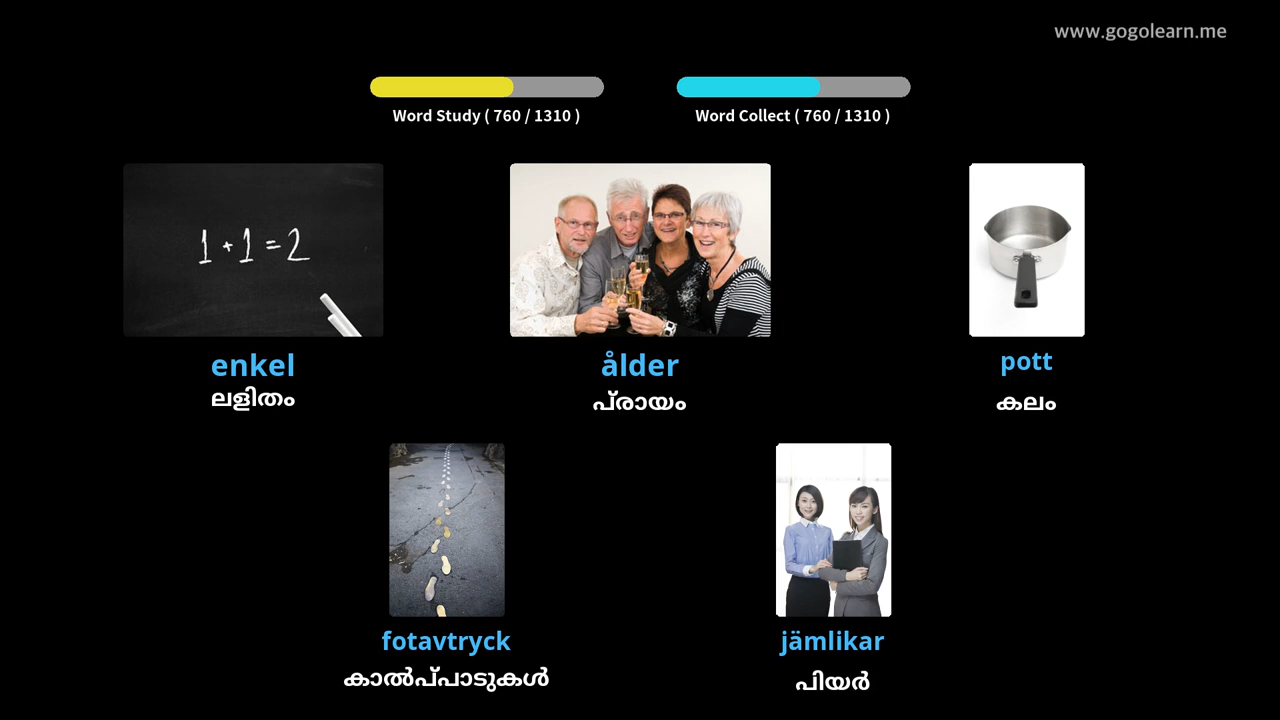 www.gogolearn.me
Word Study ( 760 / 1310 )
Word Collect ( 760 / 1310 )
1 + 1 = 2
enkel
ലളിതം
ålder
പ്രായം
pott
കലം
fotavtryck
കാൽപ്പാടുകൾ
jämlikar
പിയർ